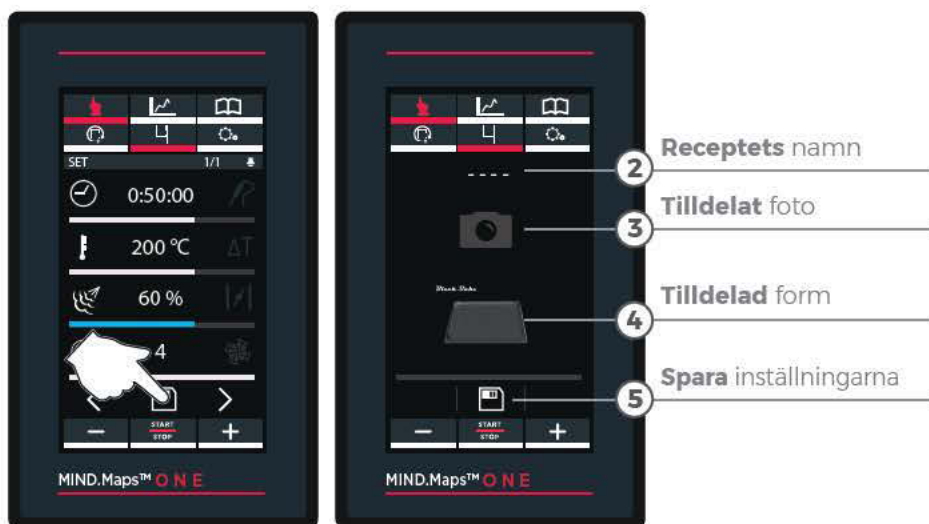 SET 1/1
0:50:00
200 °C
ΔT
60 %
4
START
STOP
MIND.Maps™ ONE
START
STOP
MIND.Maps™ ONE
2 Receptets namn
3 Tilldelat foto
4 Tilldelad form
5 Spara inställningarna